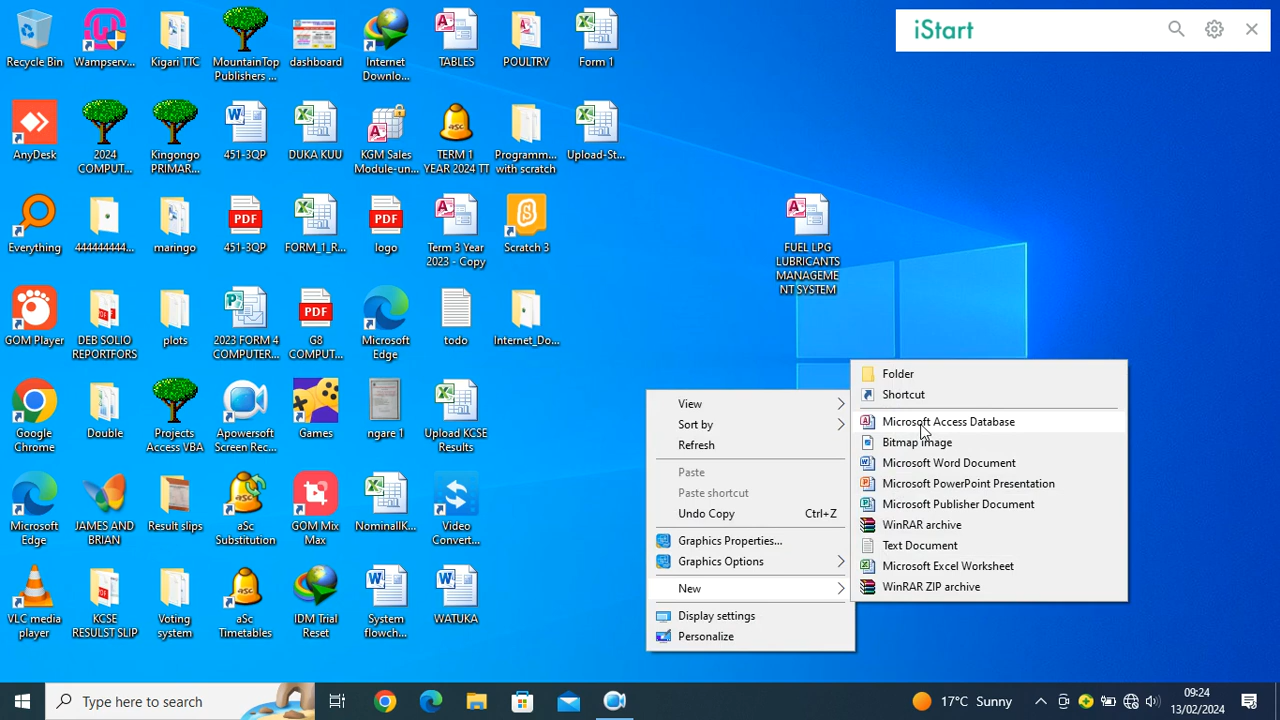 iStart
Recycle Bin
Wampserv...
Kigari TTC
MountainTop
Publishers ...
dashboard
Internet
Downlo...
TABLES
POULTRY
Form 1
AnyDesk
2024
COMPUT...
Kingongo
PRIMAR...
451-3QP
DUKA KUU
KGM Sales
Module-un...
TERM 1
YEAR 2024 TT
Programm...
with scratch
Upload-St...
Everything
444444444...
maringo
451-3QP
FORM_1_R...
logo
Term 3 Year
2023 - Copy
Scratch 3
FUEL LPG
LUBRICANTS
MANAGEME
NT SYSTEM
GOM Player
DEB SOLIO
REPORTFORS
plots
2023 FORM 4
COMPUTER...
G8
COMPUT...
Microsoft
Edge
todo
Internet_Do...
Google
Chrome
Double
Projects
Access VBA
Apowersoft
Screen Rec...
Games
ngare 1
Upload KCSE
Results
Microsoft
Edge
JAMES AND
BRIAN
Result slips
aSc
Substitution
GOM Mix
Max
NominallK...
Video
Convert...
VLC media
player
KCSE
RESULST SLIP
Voting
system
aSc
Timetables
IDM Trial
Reset
System
flowch...
WATUKA
View
Sort by
Refresh
Paste
Paste shortcut
Undo Copy Ctrl+Z
Graphics Properties...
Graphics Options
New
Display settings
Personalize
Folder
Shortcut
Microsoft Access Database
Bitmap image
Microsoft Word Document
Microsoft PowerPoint Presentation
Microsoft Publisher Document
WinRAR archive
Text Document
Microsoft Excel Worksheet
WinRAR ZIP archive
Type here to search
17°C Sunny
09:24
13/02/2024